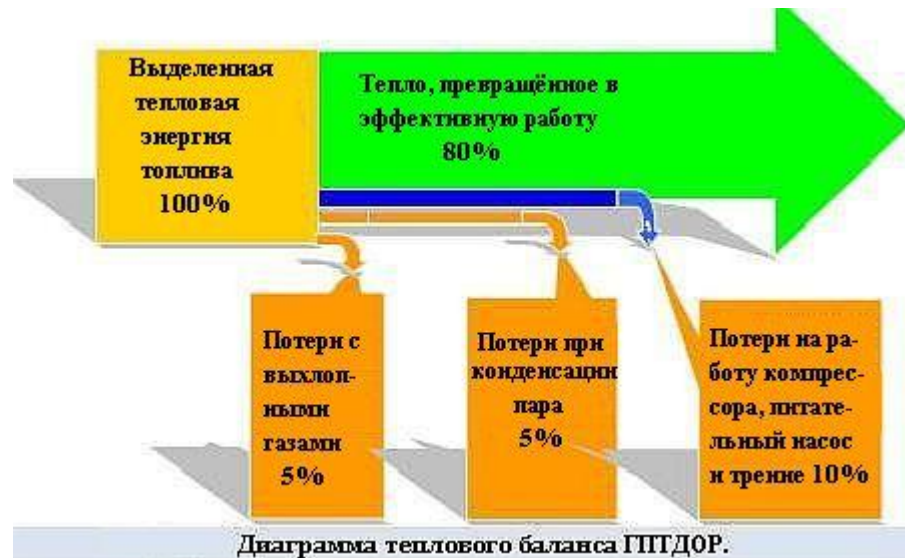 Выделенная
тепловая
энергия
топлива
100%
Тепло, превращённое в
эффективную работу
80%
Потери с
выхлоп-
ными
газами
5%
Потери при
конденсации
пара
5%
Потери на ра-
боту компрес-
сора, питате-
льный насос
и трение 10%
Диаграмма теплового баланса ГПТДОР.